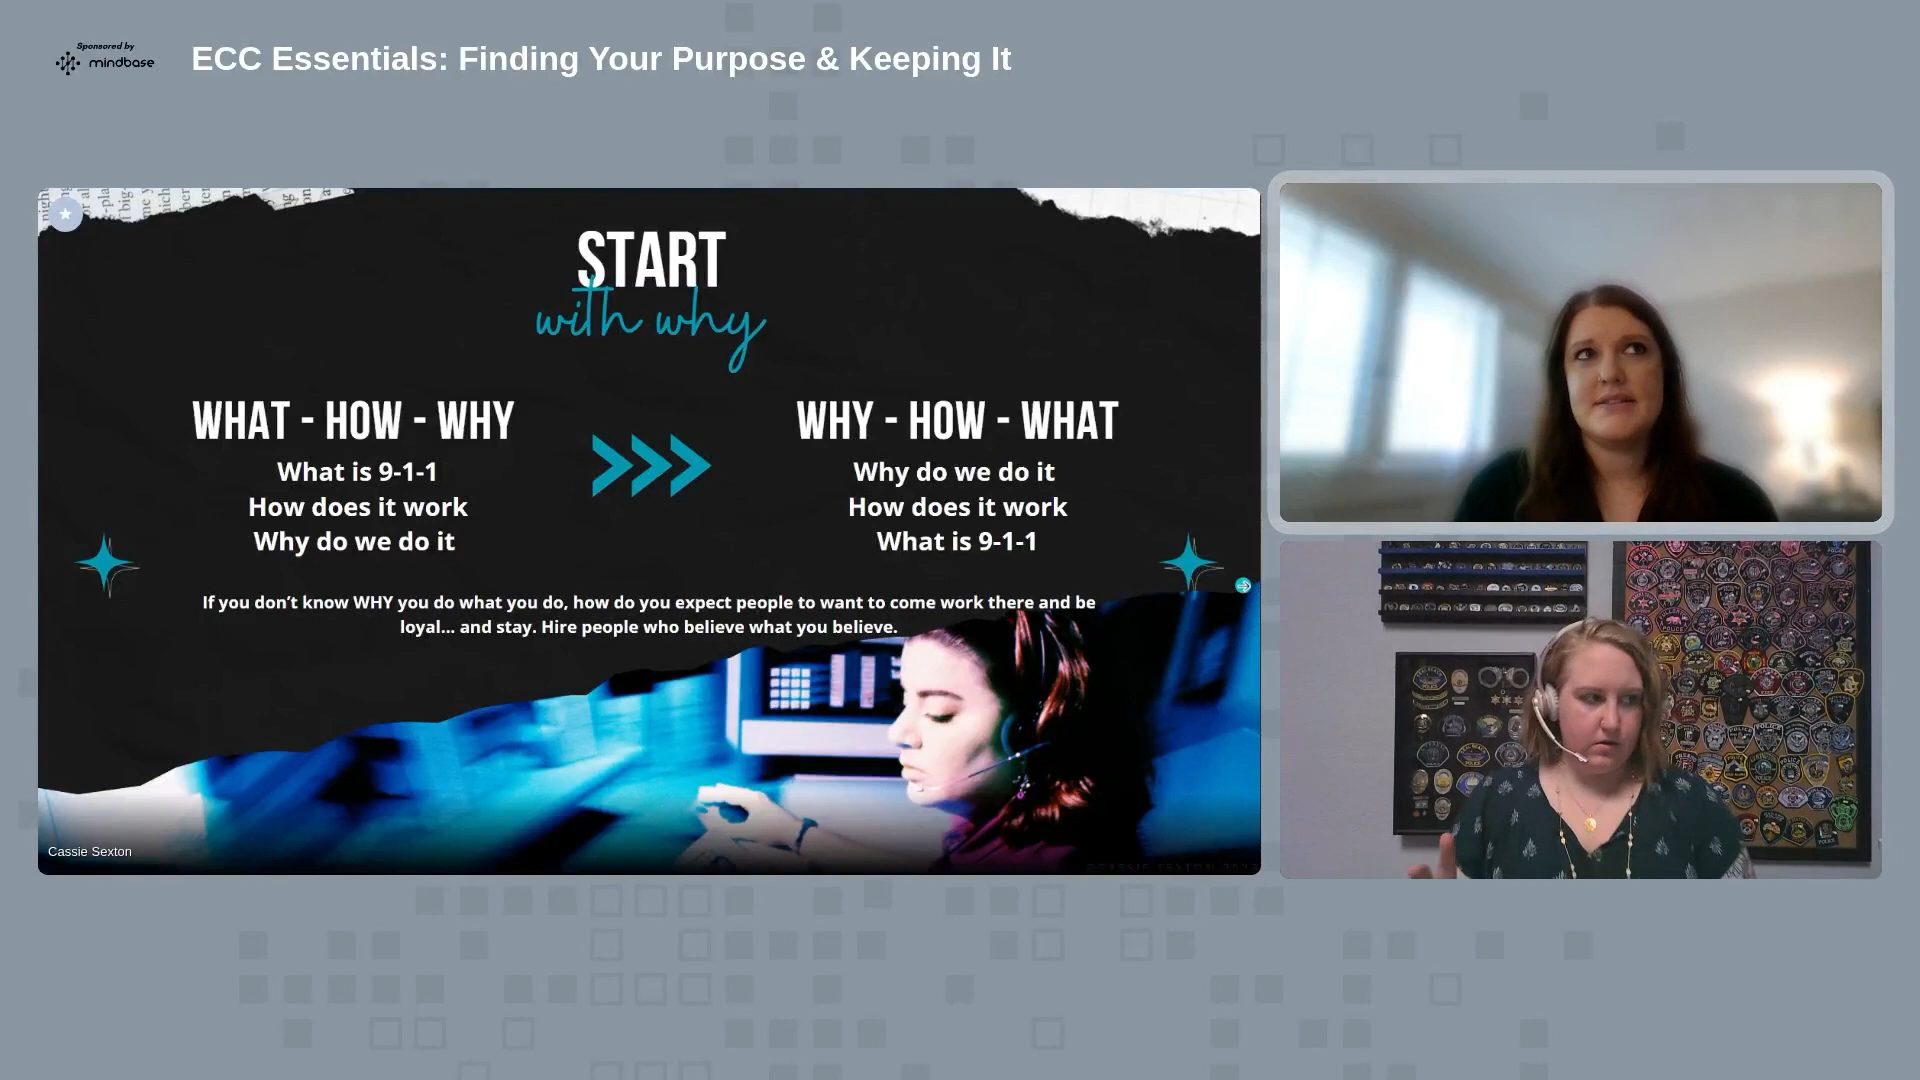 Sponsored by
mindbase
ECC Essentials: Finding Your Purpose & Keeping It
START
with why
WHAT - HOW - WHY
What is 9-1-1
How does it work
Why do we do it
WHY - HOW - WHAT
Why do we do it
How does it work
What is 9-1-1
If you don't know WHY you do what you do, how do you expect people to want to come work there and be
loyal... and stay. Hire people who believe what you believe.
Cassie Sexton